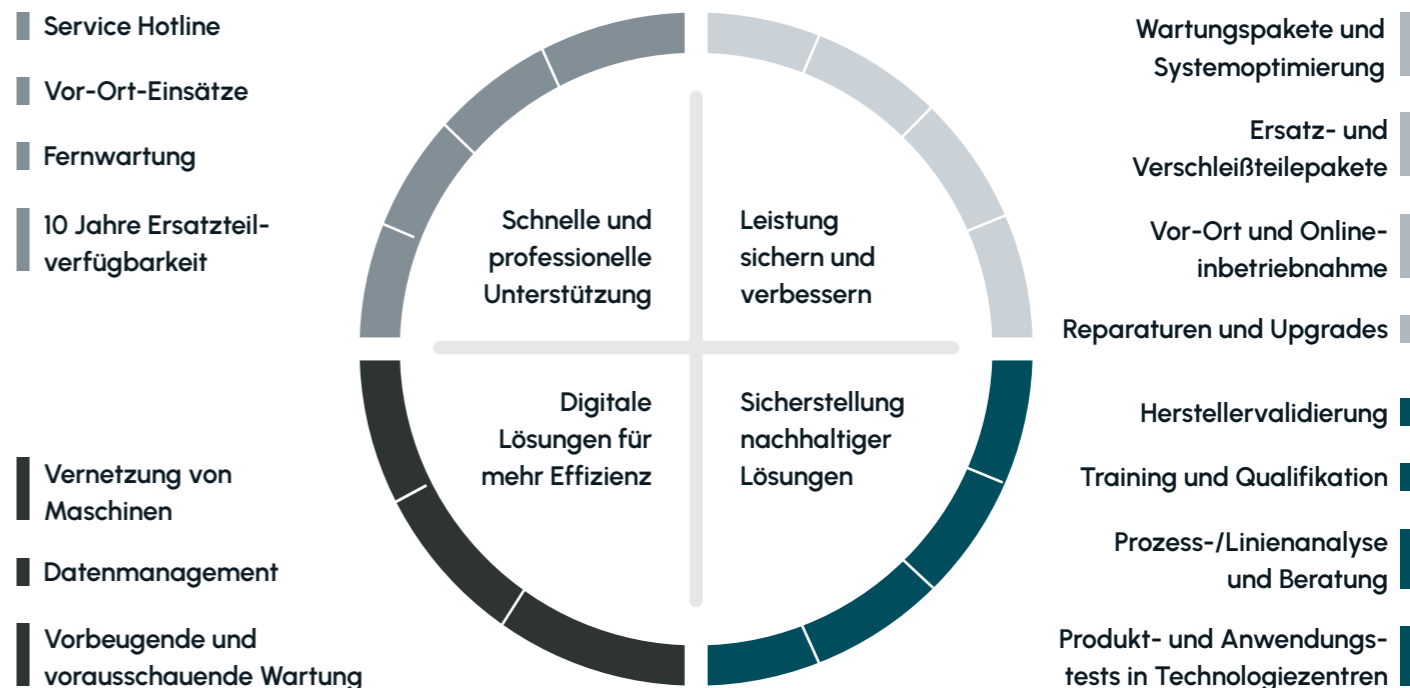 Service Hotline
Vor-Ort-Einsätze
Fernwartung
10 Jahre Ersatzteil-
verfügbarkeit
Schnelle und
professionelle
Unterstützung
Leistung
sichern und
verbessern
Wartungspakete und
Systemoptimierung
Ersatz- und
Verschleißteilepakete
Vor-Ort und Online-
inbetriebnahme
Reparaturen und Upgrades
Vernetzung von
Maschinen
Datenmanagement
Vorbeugende und
vorausschauende Wartung
Digitale
Lösungen für
mehr Effizienz
Sicherstellung
nachhaltiger
Lösungen
Herstellervalidierung
Training und Qualifikation
Prozess-/Linienanalyse
und Beratung
Produkt- und Anwendungs-
tests in Technologiezentren